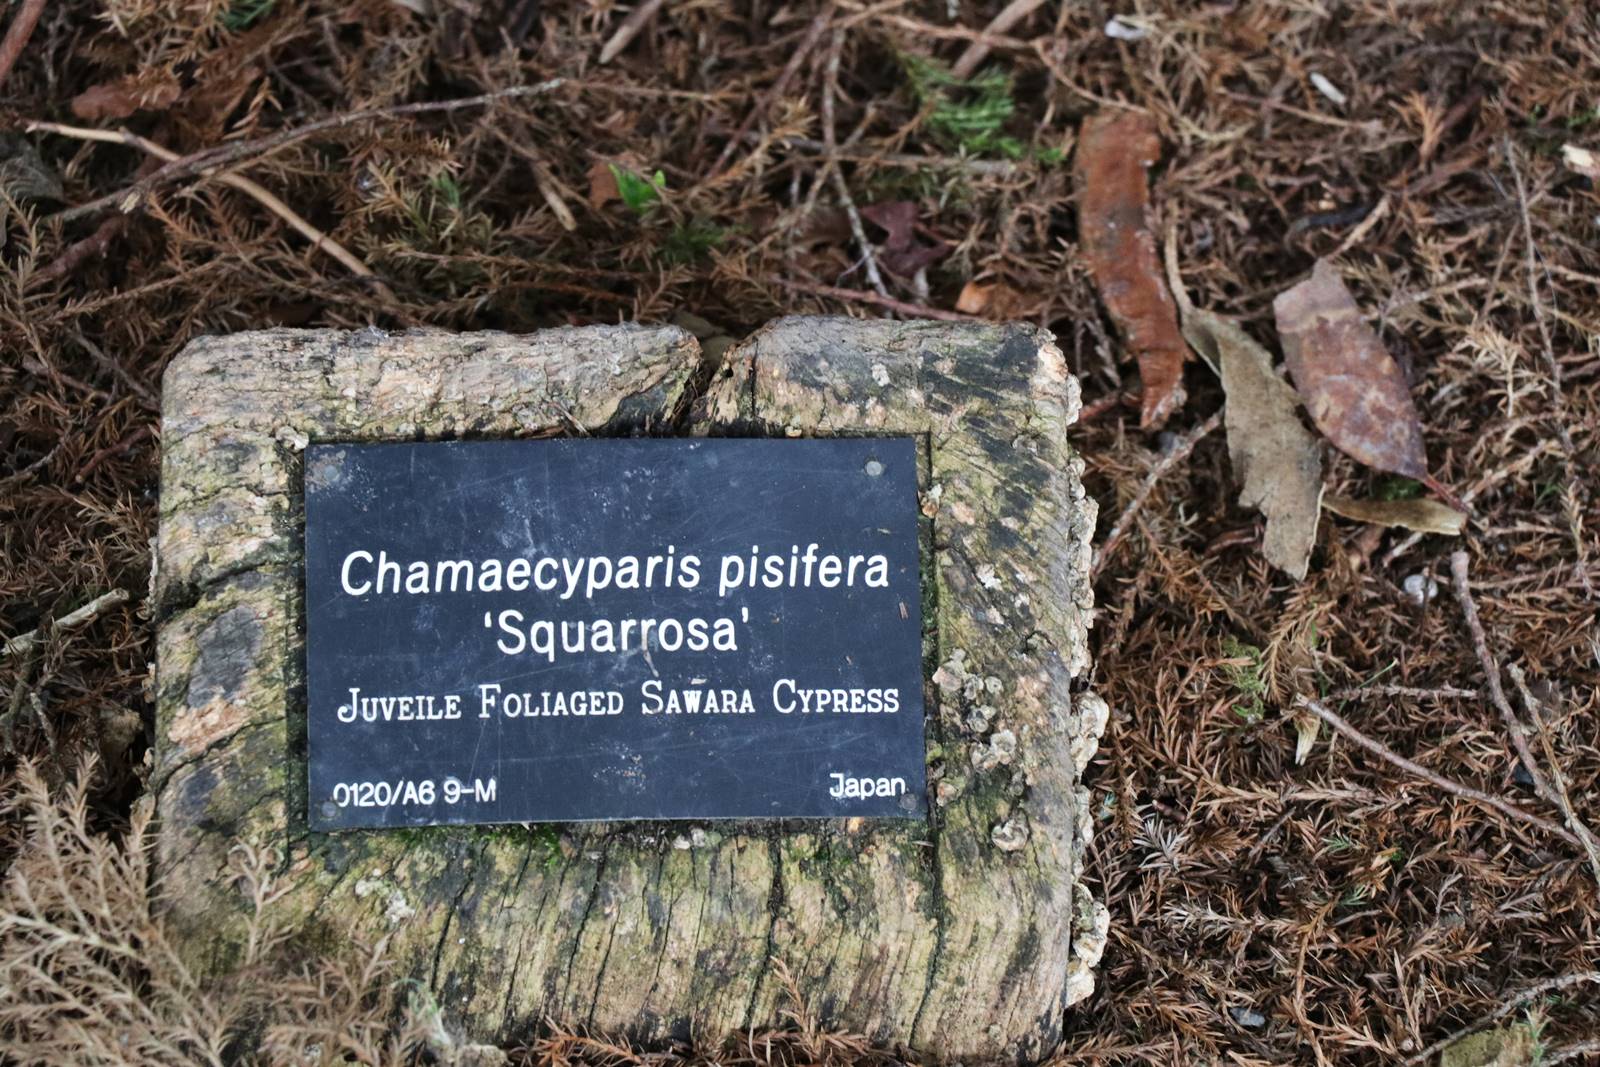 Chamaecyparis pisifera
‘Squarrosa’
Juveile Foliaged Sawara Cypress
0120/A6 9-M
Japan